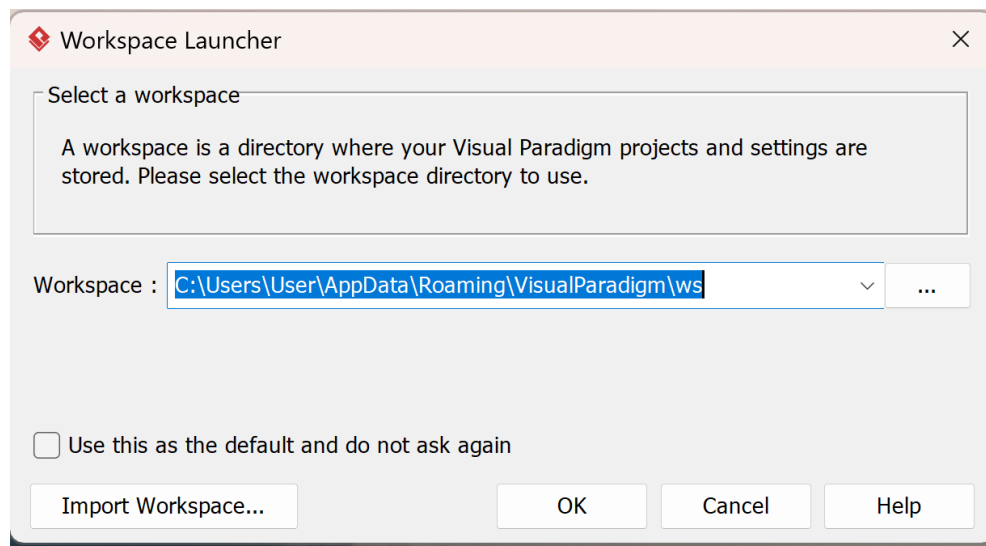 Workspace Launcher
Select a workspace
A workspace is a directory where your Visual Paradigm projects and settings are
stored. Please select the workspace directory to use.
Workspace : C:\Users\User\AppData\Roaming\VisualParadigm\ws ...
Use this as the default and do not ask again
Import Workspace... OK Cancel Help